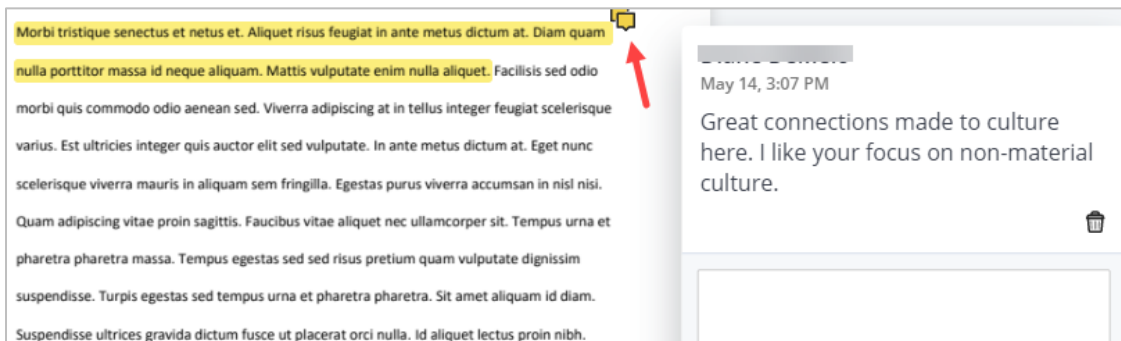 Morbi tristique senectus et netus et. Aliquet risus feugiat in ante metus dictum at. Diam quam
nulla porttitor massa id neque aliquam. Mattis vulputate enim nulla aliquet. Facilisis sed odio
morbi quis commodo odio aenean sed. Viverra adipiscing at in tellus integer feugiat scelerisque
varius. Est ultricies integer quis auctor elit sed vulputate. In ante metus dictum at. Eget nunc
scelerisque viverra mauris in aliquam sem fringilla. Egestas purus viverra accumsan in nisl nisi.
Quam adipiscing vitae proin sagittis. Faucibus vitae aliquet nec ullamcorper sit. Tempus urna et
pharetra pharetra massa. Tempus egestas sed sed risus pretium quam vulputate dignissim
suspendisse. Turpis egestas sed tempus urna et pharetra pharetra. Sit amet aliquam id diam.
Suspendisse ultrices gravida dictum fusce ut placerat orci nulla. Id aliquet lectus proin nibh.
May 14, 3:07 PM
Great connections made to culture
here. I like your focus on non-material
culture.